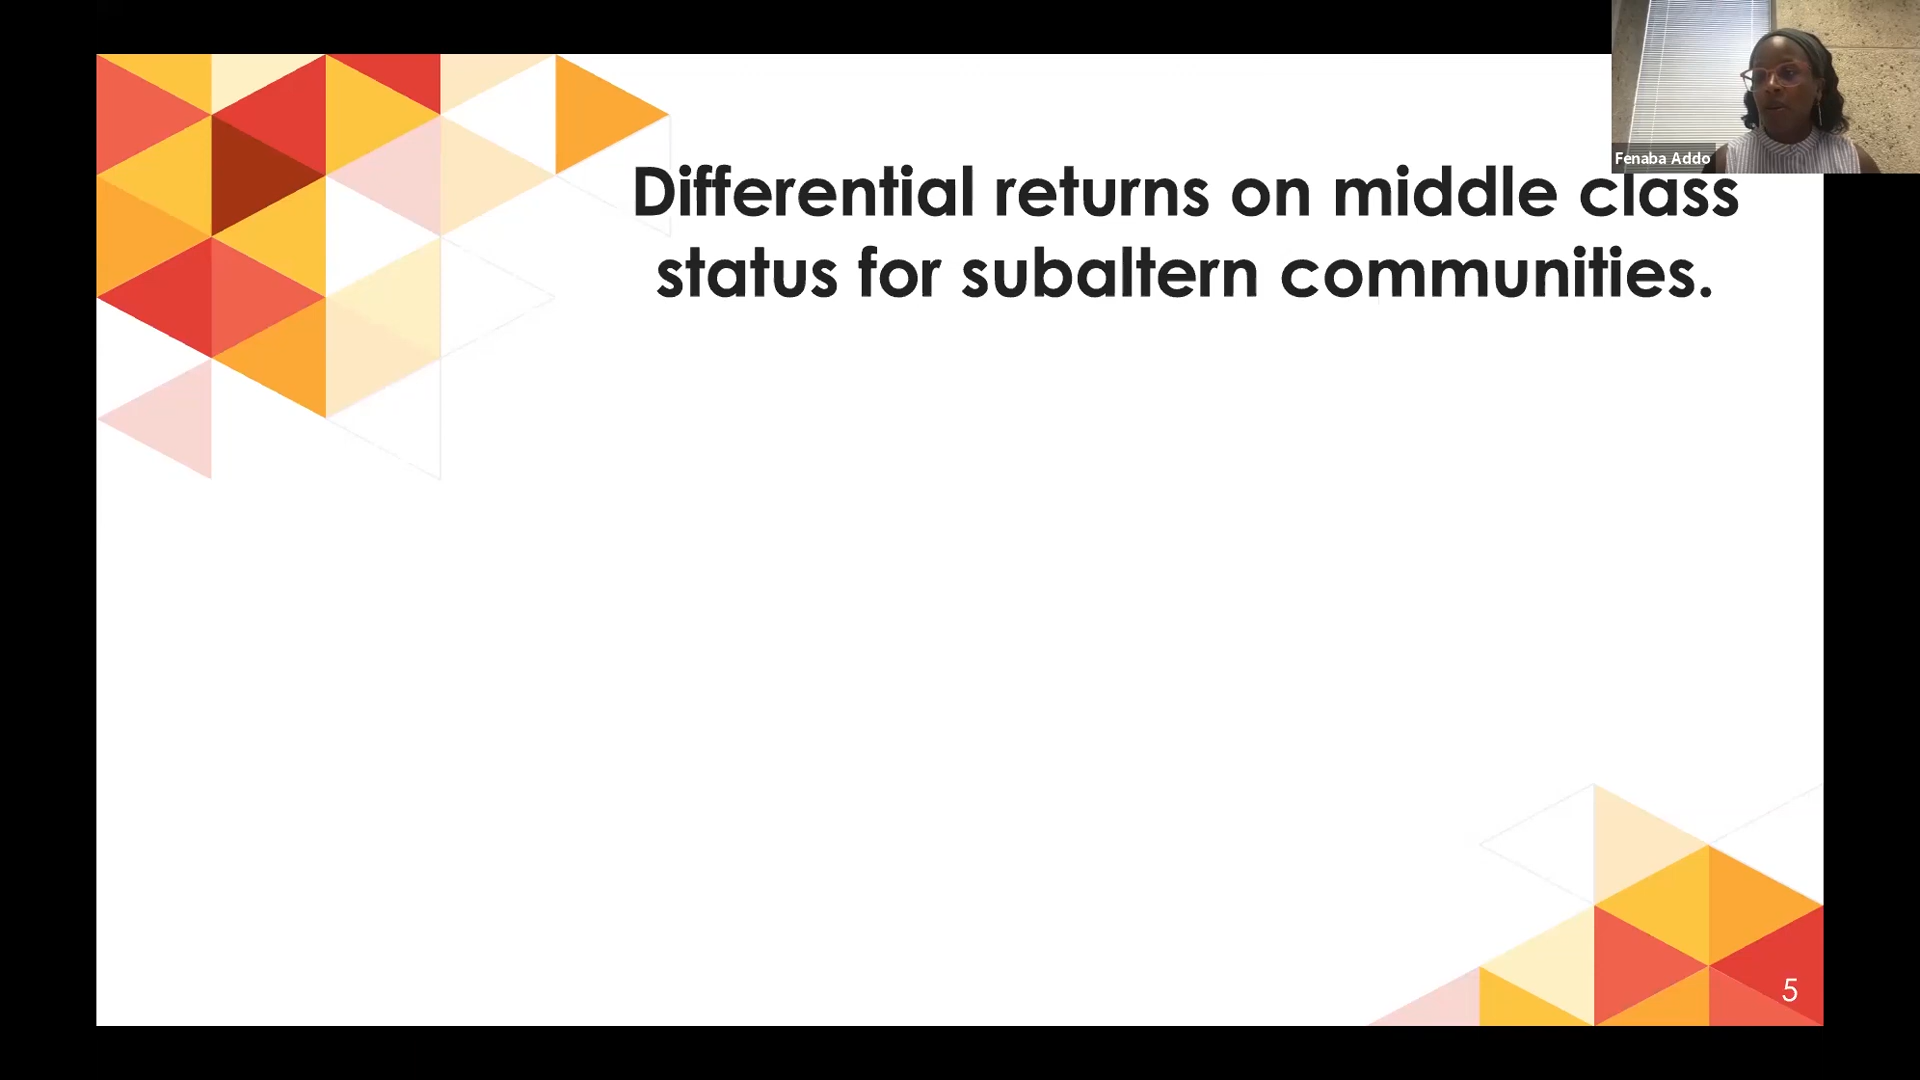 Fenaba Addo
Differential returns on middle class
status for subaltern communities.
5